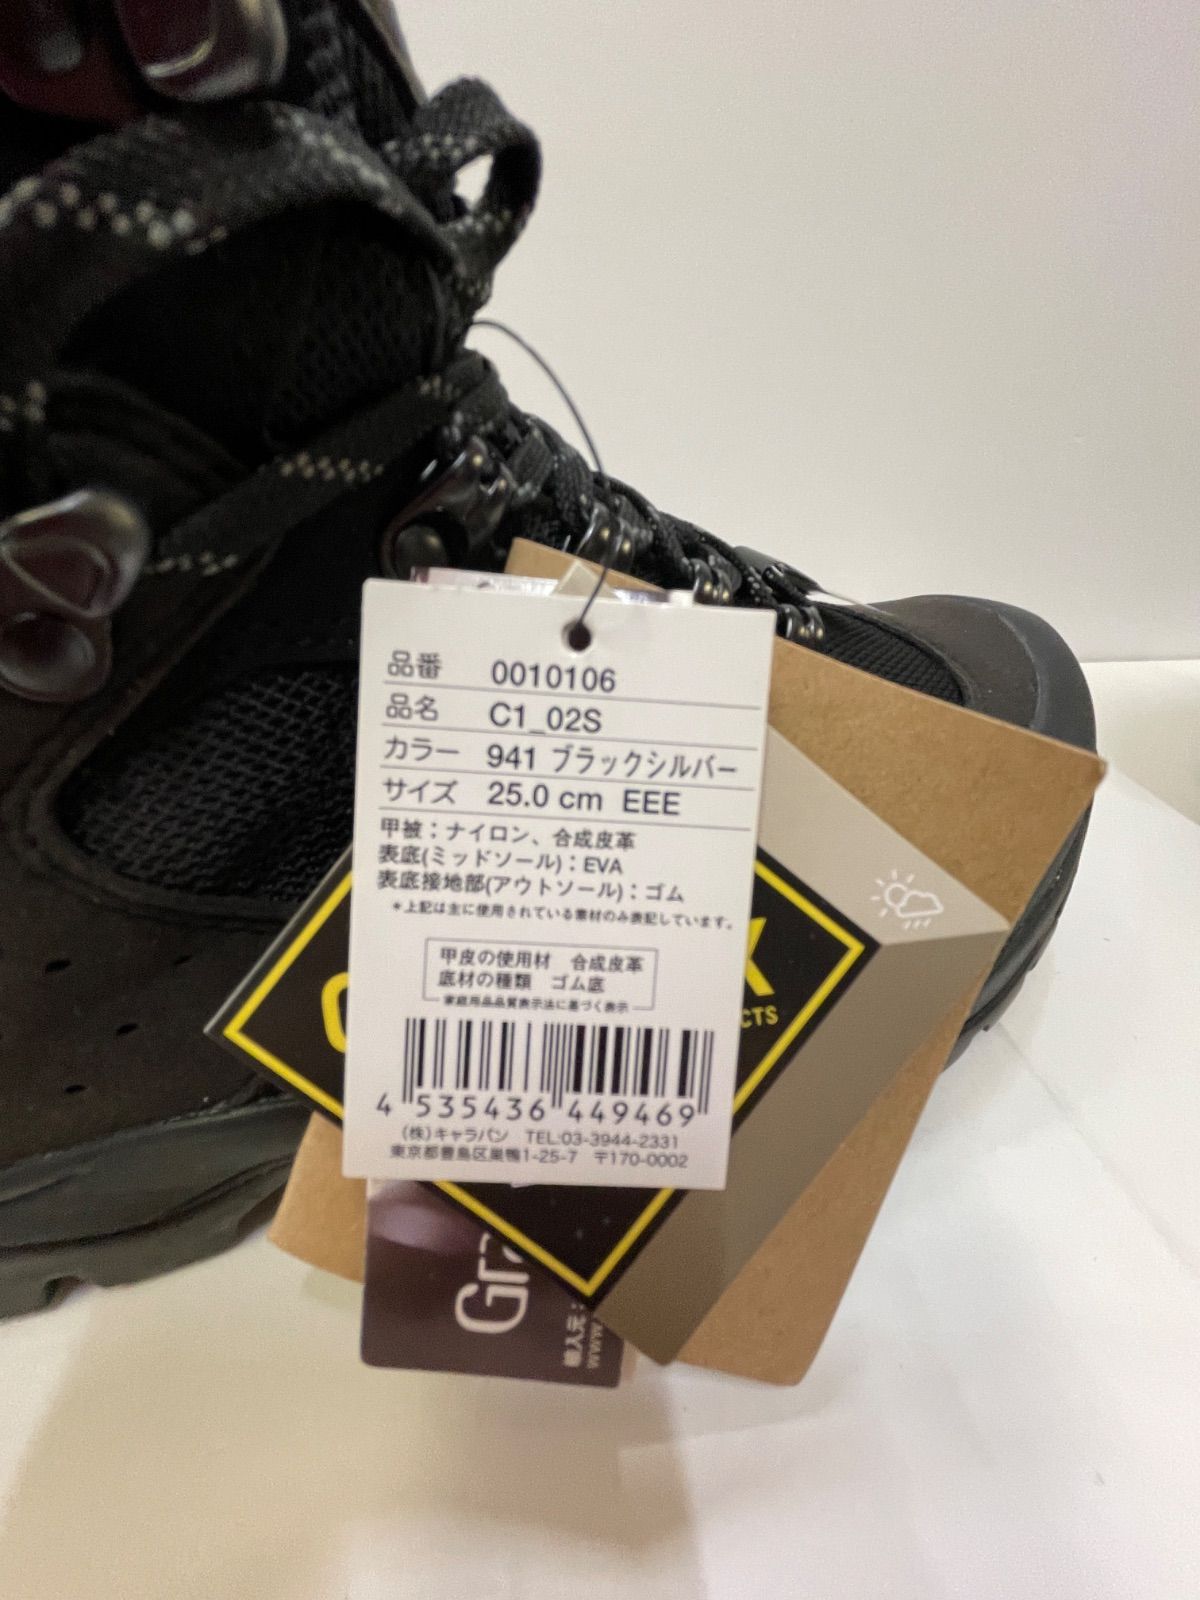 品番 0010106
品名 C1_02S
カラー 941 ブラックシルバー
サイズ 25.0 cm EEE
甲被：ナイロン、合成皮革
表底(ミッドソール)：EVA
表底接地部(アウトソール)：ゴム
＊上記は主に使用されている素材のみ表記しています。
甲皮の使用材 合成皮革
底材の種類 ゴム底
家庭用品品質表示法に基づく表示
4 535436 449469
(株)キャラバン TEL:03-3944-2331
東京都豊島区巣鴨1-25-7 〒170-0002
輸入元：